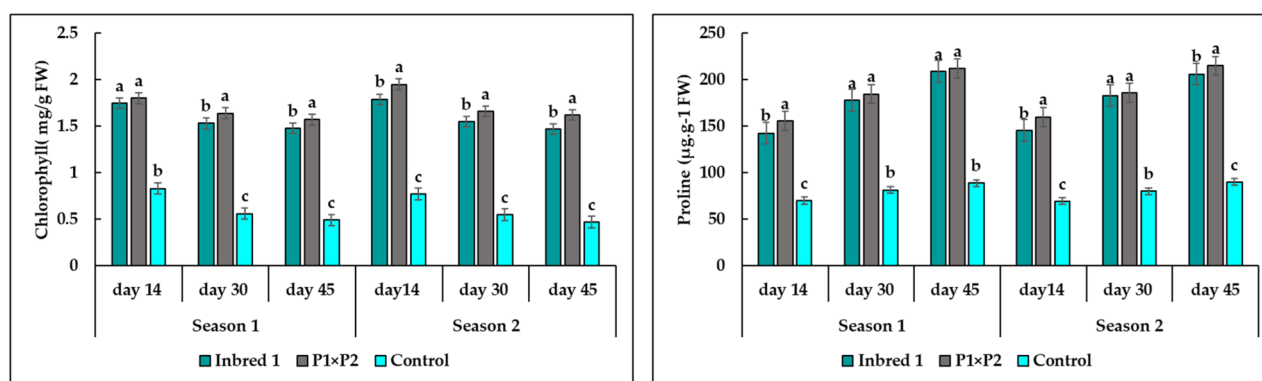 Chlorophyll( mg/g FW)
2.5
2
1.5
1
0.5
0
a a b
b a c
b a c
b a c
b a c
b a c
day 14 day 30 day 45 day14 day 30 day 45
Season 1 Season 2
Inbred 1 P1×P2 Control
Proline (µg.g-1 FW)
250
200
150
100
50
0
b a c
a a b
a a b
b a c
a a b
b a c
day 14 day 30 day 45 day14 day 30 day 45
Season 1 Season 2
Inbred 1 P1×P2 Control